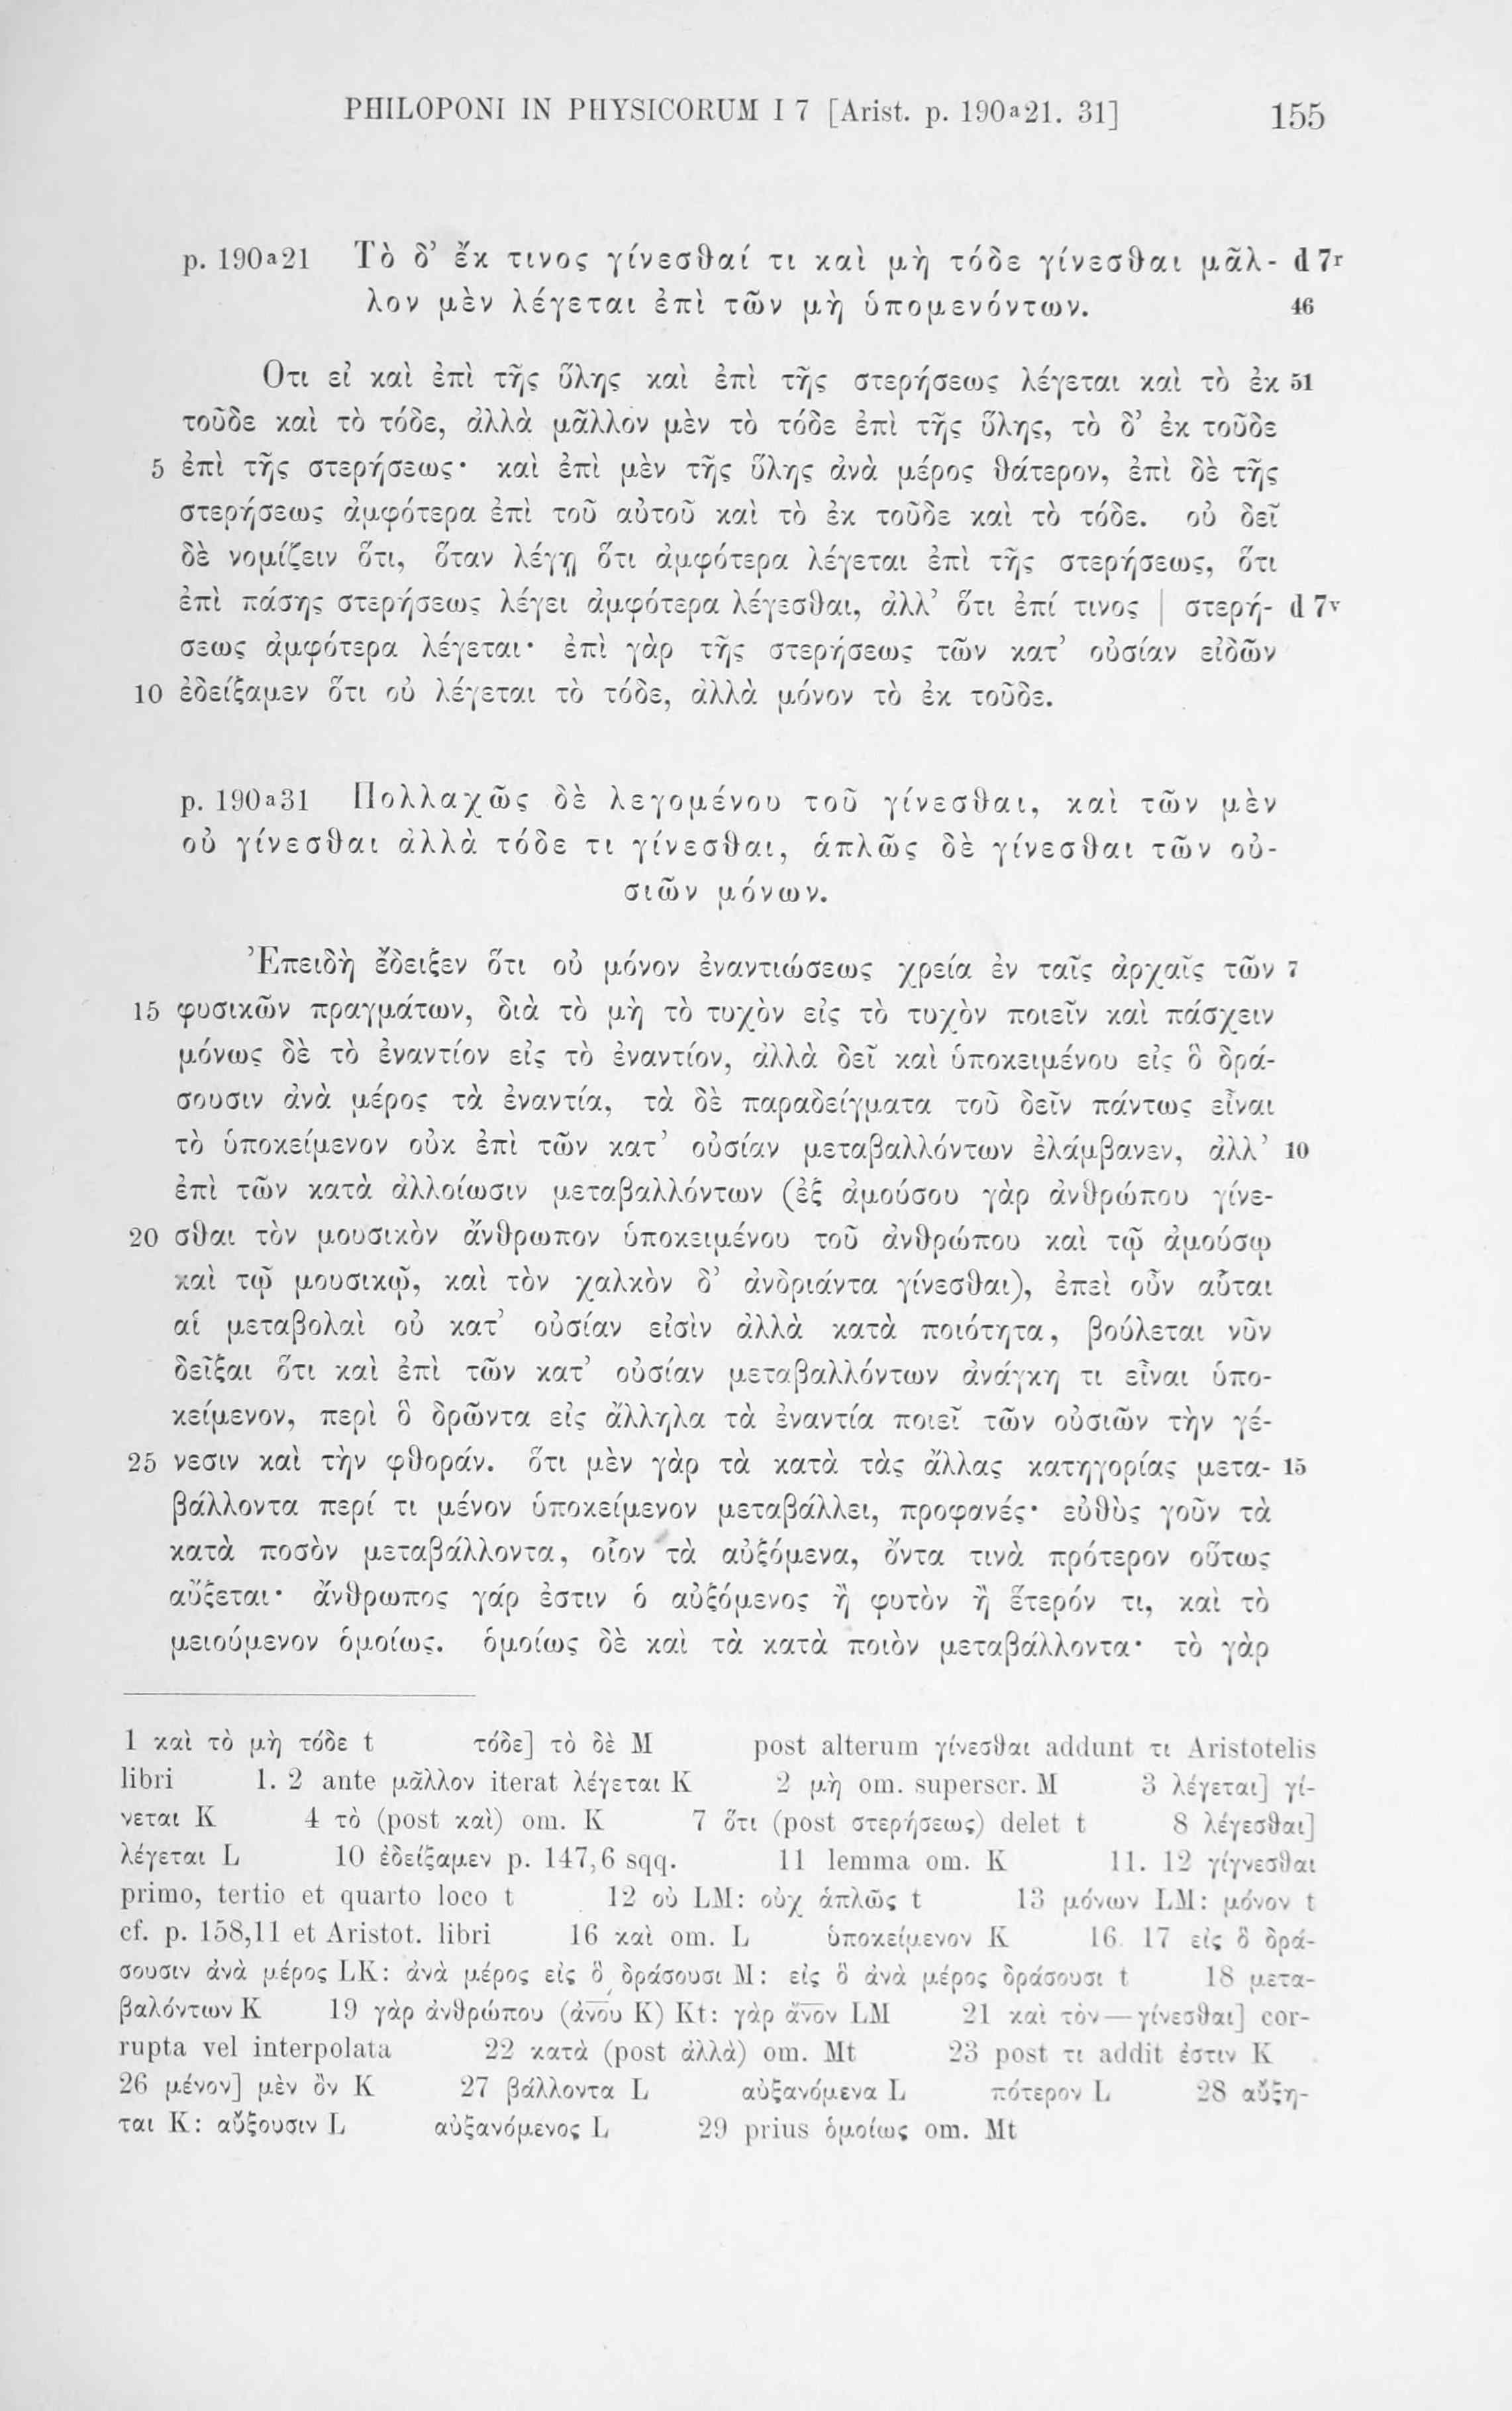 PHILOPONI IN PHYSICORUM I 7 [Arist. p. 190a21. 31] 155
p. 190a21 Τὸ δ’ ἔκ τινος γίνεσθαί τι καὶ μὴ τόδε γίνεσθαι μᾶλ- d 7r
λον μὲν λέγεται ἐπὶ τῶν μὴ ὑπομενόντων. 46
Οτι εἰ καὶ ἐπὶ τῆς ὕλης καὶ ἐπὶ τῆς στερήσεως λέγεται καὶ τὸ ἐκ 51
τοῦδε καὶ τὸ τόδε, ἀλλὰ μᾶλλον μὲν τὸ τόδε ἐπὶ τῆς ὕλης, τὸ δ’ ἐκ τοῦδε
5 ἐπὶ τῆς στερήσεως· καὶ ἐπὶ μὲν τῆς ὕλης ἀνὰ μέρος θάτερον, ἐπὶ δὲ τῆς
στερήσεως ἀμφότερα ἐπὶ τοῦ αὐτοῦ καὶ τὸ ἐκ τοῦδε καὶ τὸ τόδε. οὐ δεῖ
δὲ νομίζειν ὅτι, ὅταν λέγῃ ὅτι ἀμφότερα λέγεται ἐπὶ τῆς στερήσεως, ὅτι
ἐπὶ πάσης στερήσεως λέγει ἀμφότερα λέγεσθαι, ἀλλ’ ὅτι ἐπί τινος | στερή- d 7v
σεως ἀμφότερα λέγεται· ἐπὶ γὰρ τῆς στερήσεως τῶν κατ’ οὐσίαν εἰδῶν
10 ἐδείξαμεν ὅτι οὐ λέγεται τὸ τόδε, ἀλλὰ μόνον τὸ ἐκ τοῦδε.
p. 190a31 Πολλαχῶς δὲ λεγομένου τοῦ γίνεσθαι, καὶ τῶν μὲν
οὐ γίνεσθαι ἀλλὰ τόδε τι γίνεσθαι, ἁπλῶς δὲ γίνεσθαι τῶν οὐ-
σιῶν μόνων.
Ἐπειδὴ ἔδειξεν ὅτι οὐ μόνον ἐναντιώσεως χρεία ἐν ταῖς ἀρχαῖς τῶν 7
15 φυσικῶν πραγμάτων, διὰ τὸ μὴ τὸ τυχὸν εἰς τὸ τυχὸν ποιεῖν καὶ πάσχειν
μόνως δὲ τὸ ἐναντίον εἰς τὸ ἐναντίον, ἀλλὰ δεῖ καὶ ὑποκειμένου εἰς ὃ δρά-
σουσιν ἀνὰ μέρος τὰ ἐναντία, τὰ δὲ παραδείγματα τοῦ δεῖν πάντως εἶναι
τὸ ὑποκείμενον οὐκ ἐπὶ τῶν κατ’ οὐσίαν μεταβαλλόντων ἐλάμβανεν, ἀλλ’ 10
ἐπὶ τῶν κατὰ ἀλλοίωσιν μεταβαλλόντων (ἐξ ἀμούσου γὰρ ἀνθρώπου γίνε-
20 σθαι τὸν μουσικὸν ἄνθρωπον ὑποκειμένου τοῦ ἀνθρώπου καὶ τῷ ἀμούσῳ
καὶ τῷ μουσικῷ, καὶ τὸν χαλκὸν δ’ ἀνδριάντα γίνεσθαι), ἐπεὶ οὖν αὗται
αἱ μεταβολαὶ οὐ κατ’ οὐσίαν εἰσὶν ἀλλὰ κατὰ ποιότητα, βούλεται νῦν
δεῖξαι ὅτι καὶ ἐπὶ τῶν κατ’ οὐσίαν μεταβαλλόντων ἀνάγκη τι εἶναι ὑπο-
κείμενον, περὶ ὃ δρῶντα εἰς ἄλληλα τὰ ἐναντία ποιεῖ τῶν οὐσιῶν τὴν γέ-
25 νεσιν καὶ τὴν φθοράν. ὅτι μὲν γὰρ τὰ κατὰ τὰς ἄλλας κατηγορίας μετα- 15
βάλλοντα περί τι μένον ὑποκείμενον μεταβάλλει, προφανές· εὐθὺς γοῦν τὰ
κατὰ ποσὸν μεταβάλλοντα, οἷον τὰ αὐξόμενα, ὄντα τινὰ πρότερον οὕτως
αὔξεται· ἄνθρωπος γάρ ἐστιν ὁ αὐξόμενος ἢ φυτὸν ἢ ἕτερόν τι, καὶ τὸ
μειούμενον ὁμοίως. ὁμοίως δὲ καὶ τὰ κατὰ ποιὸν μεταβάλλοντα· τὸ γὰρ
1 καὶ τὸ μὴ τόδε t τόδε] τὸ δὲ M post alterum γίνεσθαι addunt τι Aristotelis
libri 1. 2 ante μᾶλλον iterat λέγεται K 2 μὴ om. superscr. M 3 λέγεται] γί-
νεται K 4 τὸ (post καὶ) om. K 7 ὅτι (post στερήσεως) delet t 8 λέγεσθαι]
λέγεται L 10 ἐδείξαμεν p. 147,6 sqq. 11 lemma om. K 11. 12 γίγνεσθαι
primo, tertio et quarto loco t 12 οὐ LM: οὐχ ἁπλῶς t 13 μόνων LM: μόνον t
cf. p. 158,11 et Aristot. libri 16 καὶ om. L ὑποκείμενον K 16. 17 εἰς ὃ δρά-
σουσιν ἀνὰ μέρος LK: ἀνὰ μέρος εἰς ὃ δράσουσι M: εἰς ὃ ἀνὰ μέρος δράσουσι t 18 μετα-
βαλόντων K 19 γὰρ ἀνθρώπου (ἀνου K) Kt: γὰρ ἄνον LM 21 καὶ τὸν—γίνεσθαι] cor-
rupta vel interpolata 22 κατὰ (post ἀλλὰ) om. Mt 23 post τι addit ἐστιν K
26 μένον] μὲν ὂν K 27 βάλλοντα L αὐξανόμενα L πότερον L 28 αὔξη-
ται K: αὔξουσιν L αὐξανόμενος L 29 prius ὁμοίως om. Mt